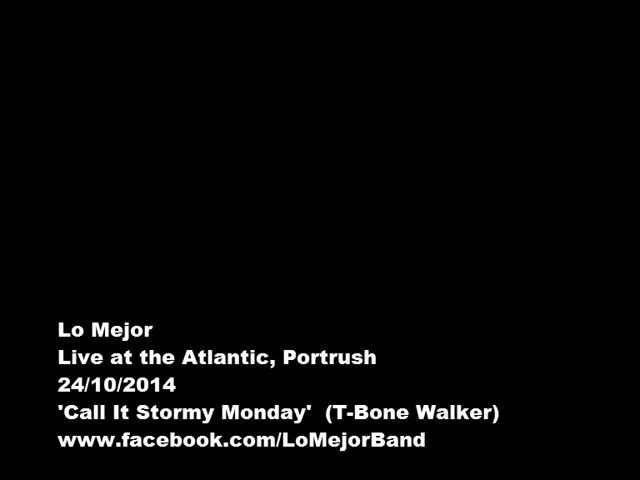 Lo Mejor
Live at the Atlantic, Portrush
24/10/2014
'Call It Stormy Monday'  (T-Bone Walker)
www.facebook.com/LoMejorBand